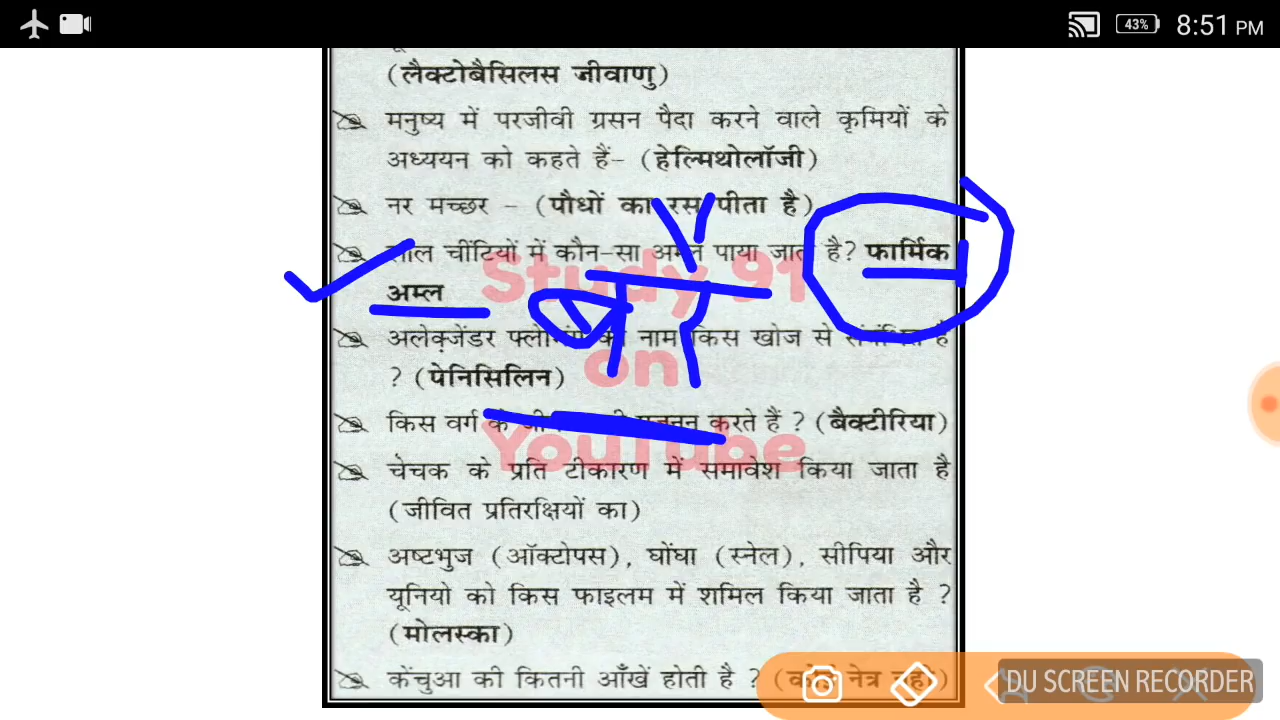 43%
8:51 PM
(लैक्टोबैसिलस जीवाणु)
मनुष्य में परजीवी ग्रसन पैदा करने वाले कृमियों के
अध्ययन को कहते हैं- (हेल्मिथोलॉजी)
नर मच्छर - (पौधों का रस पीता है)
लाल चींटियों में कौन-सा अम्ल पाया जाता है? फार्मिक
अम्ल
अलेक्जेंडर फ्लेमिंग का नाम किस खोज से संबंधित है
? (पेनिसिलिन)
किस वर्ग के करते हैं ? (बैक्टीरिया)
चेचक के प्रति टीकारण में समावेश किया जाता है
(जीवित प्रतिरक्षियों का)
अष्टभुज (ऑक्टोपस), घोंघा (स्नेल), सीपिया और
यूनियो को किस फाइलम में शमिल किया जाता है ?
(मोलस्का)
केंचुआ की कितनी आँखें होती है ? (कोई नेत्र नहीं)
Study 91
on
YouTube
DU SCREEN RECORDER